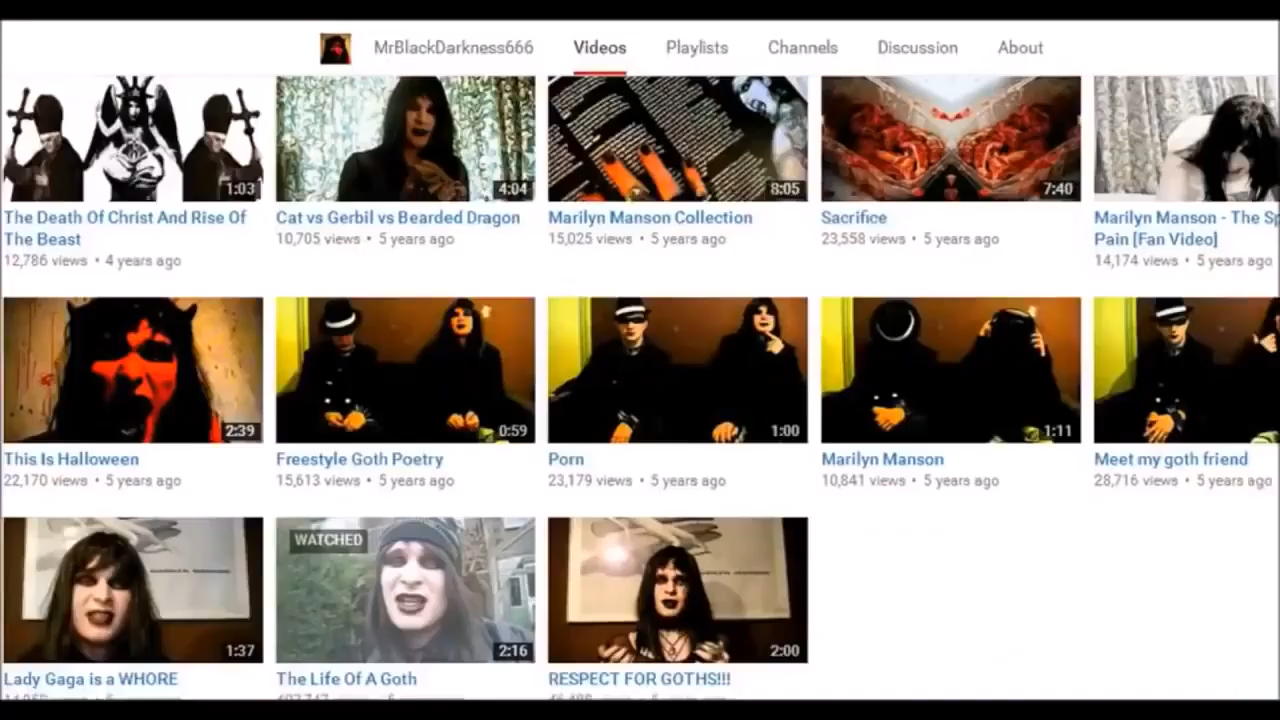 MrBlackDarkness666 Videos Playlists Channels Discussion About
1:03 4:04 8:05 7:40
The Death Of Christ And Rise Of Cat vs Gerbil vs Bearded Dragon Marilyn Manson Collection Sacrifice Marilyn Manson - The Sp
The Beast 10,705 views • 5 years ago 15,025 views • 5 years ago 23,558 views • 5 years ago Pain [Fan Video]
12,786 views • 4 years ago 14,174 views • 5 years ago
2:39 0:59 1:00 1:11
This Is Halloween Freestyle Goth Poetry Porn Marilyn Manson Meet my goth friend
22,170 views • 5 years ago 15,613 views • 5 years ago 23,179 views • 5 years ago 10,841 views • 5 years ago 28,716 views • 5 years ago
WATCHED
1:37 2:16 2:00
Lady Gaga is a WHORE The Life Of A Goth RESPECT FOR GOTHS!!!